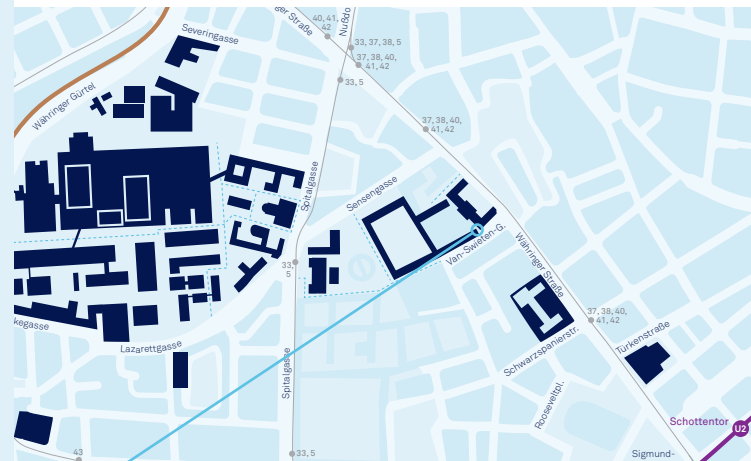 ger Straße
40, 41,
42
Nußdo
33, 37, 38, 5
37, 38, 40,
41, 42
33, 5
Severingasse
Währinger Gürtel
37, 38, 40,
41, 42
Spitalgasse
Sensengasse
Van-Swieten-G.
Währinger Straße
33,
5
37, 38, 40,
41, 42
kegasse
Lazarettgasse
Spitalgasse
Schwarzspanierstr.
Türkenstraße
Rooseveltpl.
Schottentor
U2
43
33, 5
Sigmund-